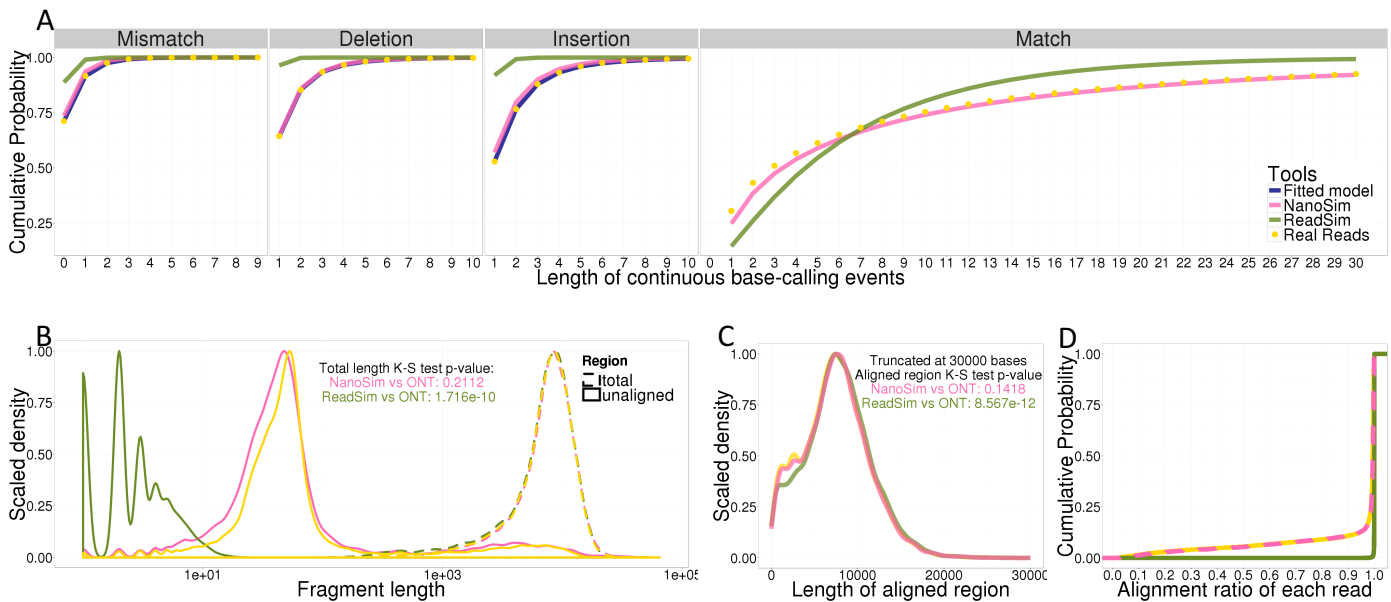 A
Mismatch Deletion Insertion Match
Cumulative Probability
1.00
0.75
0.50
0.25
0 1 2 3 4 5 6 7 8 9 1 2 3 4 5 6 7 8 9 10 1 2 3 4 5 6 7 8 9 10 0 1 2 3 4 5 6 7 8 9 10 11 12 13 14 15 16 17 18 19 20 21 22 23 24 25 26 27 28 29 30
Length of continuous base-calling events
Tools
Fitted model
NanoSim
ReadSim
Real Reads
B
Scaled density
1.00
0.75
0.50
0.25
0.00
1e+01 1e+03 1e+05
Fragment length
Total length K-S test p-value:
NanoSim vs ONT: 0.2112
ReadSim vs ONT: 1.716e-10
Region
total
unaligned
C
Scaled density
1.00
0.75
0.50
0.25
0.00
0 10000 20000 30000
Length of aligned region
Truncated at 30000 bases
Aligned region K-S test p-value
NanoSim vs ONT: 0.1418
ReadSim vs ONT: 8.567e-12
D
Cumulative Probability
1.00
0.75
0.50
0.25
0.00
0.0 0.1 0.2 0.3 0.4 0.5 0.6 0.7 0.8 0.9 1.0
Alignment ratio of each read